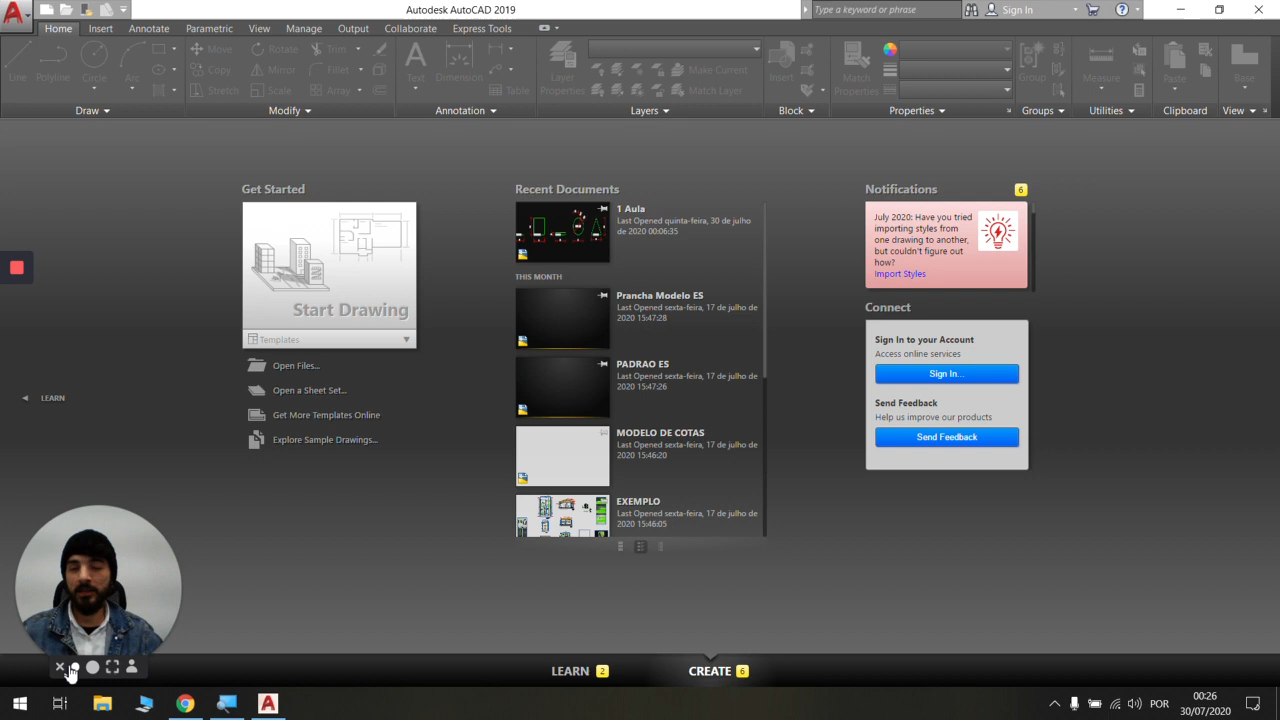 Autodesk AutoCAD 2019
Type a keyword or phrase
Sign In
Home Insert Annotate Parametric View Manage Output Collaborate Express Tools
Line Polyline Circle Arc
Move Rotate Trim
Copy Mirror Fillet
Stretch Scale Array
Text Dimension
Table
Layer Properties
Make Current
Match Layer
Insert
Match Properties
Group
Measure
Paste
Base
Draw Modify Annotation Layers Block Properties Groups Utilities Clipboard View
Get Started
Start Drawing
Templates
Open Files...
Open a Sheet Set...
Get More Templates Online
Explore Sample Drawings...
LEARN
Recent Documents
1 Aula
Last Opened quinta-feira, 30 de julho
de 2020 00:06:35
THIS MONTH
Prancha Modelo ES
Last Opened sexta-feira, 17 de julho de
2020 15:47:28
PADRAO ES
Last Opened sexta-feira, 17 de julho de
2020 15:47:26
MODELO DE COTAS
Last Opened sexta-feira, 17 de julho de
2020 15:46:20
EXEMPLO
Last Opened sexta-feira, 17 de julho de
2020 15:46:05
Notifications 6
July 2020: Have you tried
importing styles from
one drawing to another,
but couldn't figure out
how?
Import Styles
Connect
Sign In to your Account
Access online services
Sign In...
Send Feedback
Help us improve our products
Send Feedback
LEARN 2 CREATE 6
POR
00:26
30/07/2020